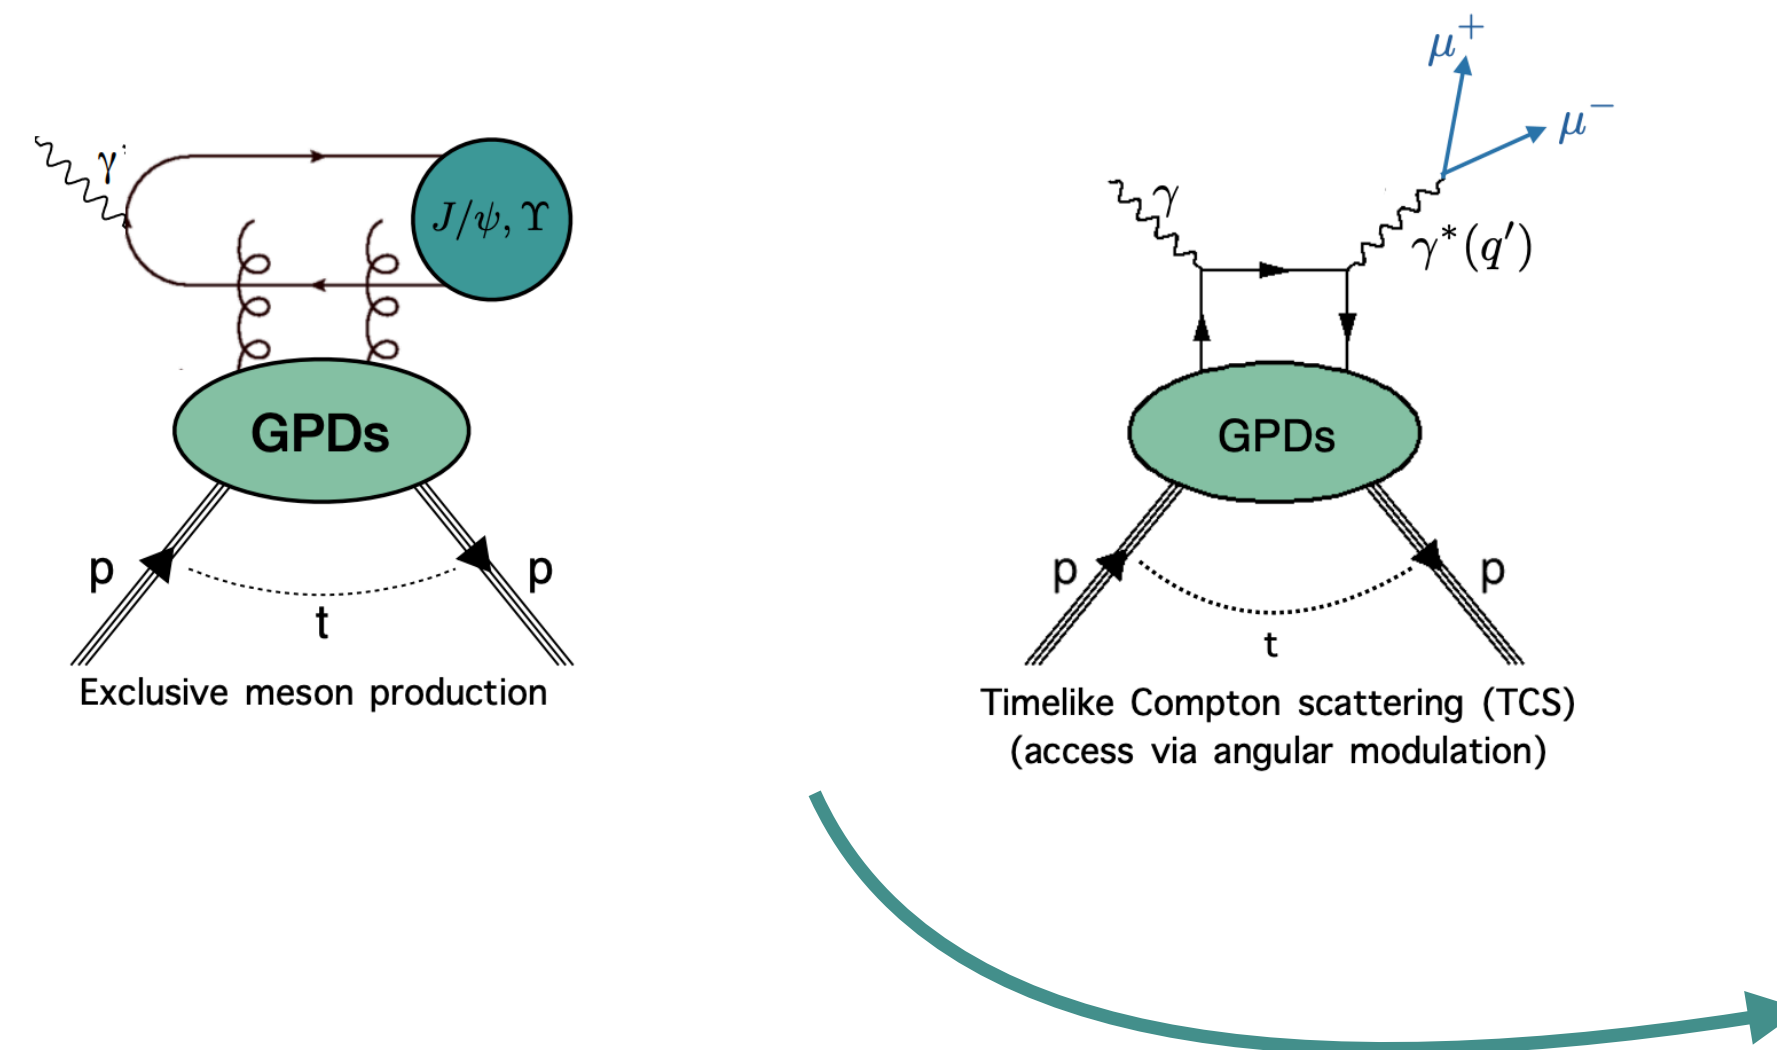 γ
J/ψ, Υ
GPDs
p
p
t
Exclusive meson production
μ⁺
μ⁻
γ
γ*(q′)
GPDs
p
p
t
Timelike Compton scattering (TCS)
(access via angular modulation)